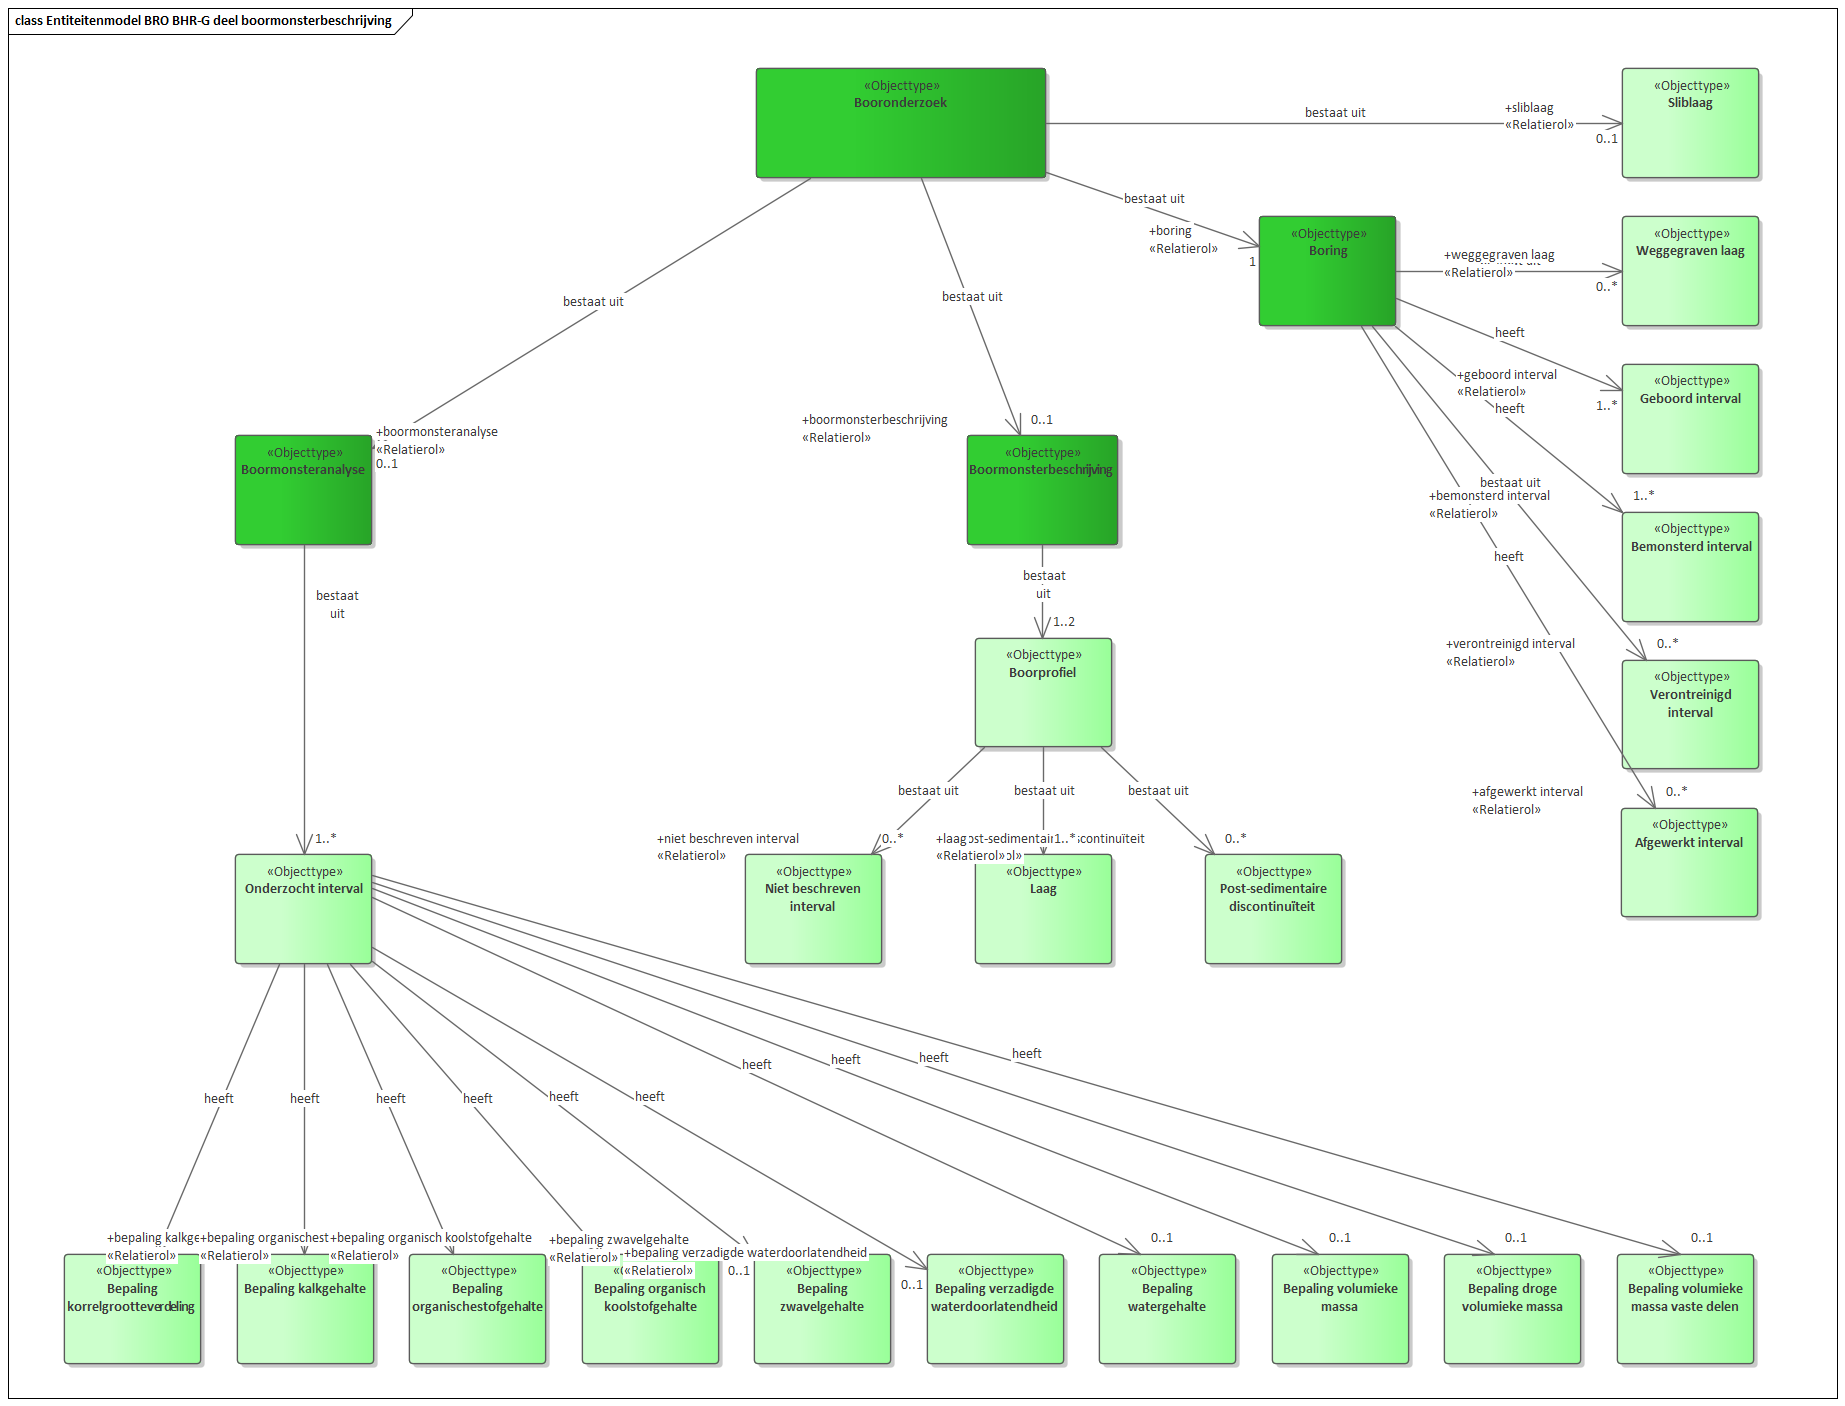 class Entiteitenmodel BRO BHR-G deel boormonsterbeschrijving
«Objecttype»
Booronderzoek
bestaat uit
+sliblaag
«Relatierol»
0..1
«Objecttype»
Sliblaag
bestaat uit
+boring
«Relatierol»
1
«Objecttype»
Boring
+weggegraven laag
«Relatierol»
0..*
«Objecttype»
Weggegraven laag
bestaat uit
bestaat uit
heeft
+geboord interval
«Relatierol»
1..*
«Objecttype»
Geboord interval
heeft
+boormonsteranalyse
«Relatierol»
0..1
«Objecttype»
Boormonsteranalyse
+boormonsterbeschrijving
«Relatierol»
0..1
«Objecttype»
Boormonsterbeschrijving
bestaat uit
+bemonsterd interval
«Relatierol»
1..*
«Objecttype»
Bemonsterd interval
heeft
bestaat
uit
bestaat
uit
1..2
«Objecttype»
Boorprofiel
+verontreinigd interval
«Relatierol»
0..*
«Objecttype»
Verontreinigd
interval
bestaat uit
bestaat uit
bestaat uit
+afgewerkt interval
«Relatierol»
0..*
«Objecttype»
Afgewerkt interval
1..*
«Objecttype»
Onderzocht interval
+niet beschreven interval
«Relatierol»
0..*
«Objecttype»
Niet beschreven
interval
+laag
«Relatierol»
1..*
«Objecttype»
Laag
0..*
«Objecttype»
Post-sedimentaire
discontinuïteit
heeft
heeft
heeft
heeft
heeft
heeft
heeft
heeft
heeft
heeft
+bepaling
«Relatierol»
+bepaling
«Relatierol»
+bepaling organisch koolstofgehalte
«Relatierol»
+bepaling zwavelgehalte
«Relatierol»
+bepaling verzadigde waterdoorlatendheid
«Relatierol»
0..1
0..1
0..1
0..1
0..1
0..1
«Objecttype»
Bepaling
korrelgrootteverdeling
«Objecttype»
Bepaling kalkgehalte
«Objecttype»
Bepaling
organischestofgehalte
«Objecttype»
Bepaling organisch
koolstofgehalte
«Objecttype»
Bepaling
zwavelgehalte
«Objecttype»
Bepaling verzadigde
waterdoorlatendheid
«Objecttype»
Bepaling
watergehalte
«Objecttype»
Bepaling volumieke
massa
«Objecttype»
Bepaling droge
volumieke massa
«Objecttype»
Bepaling volumieke
massa vaste delen